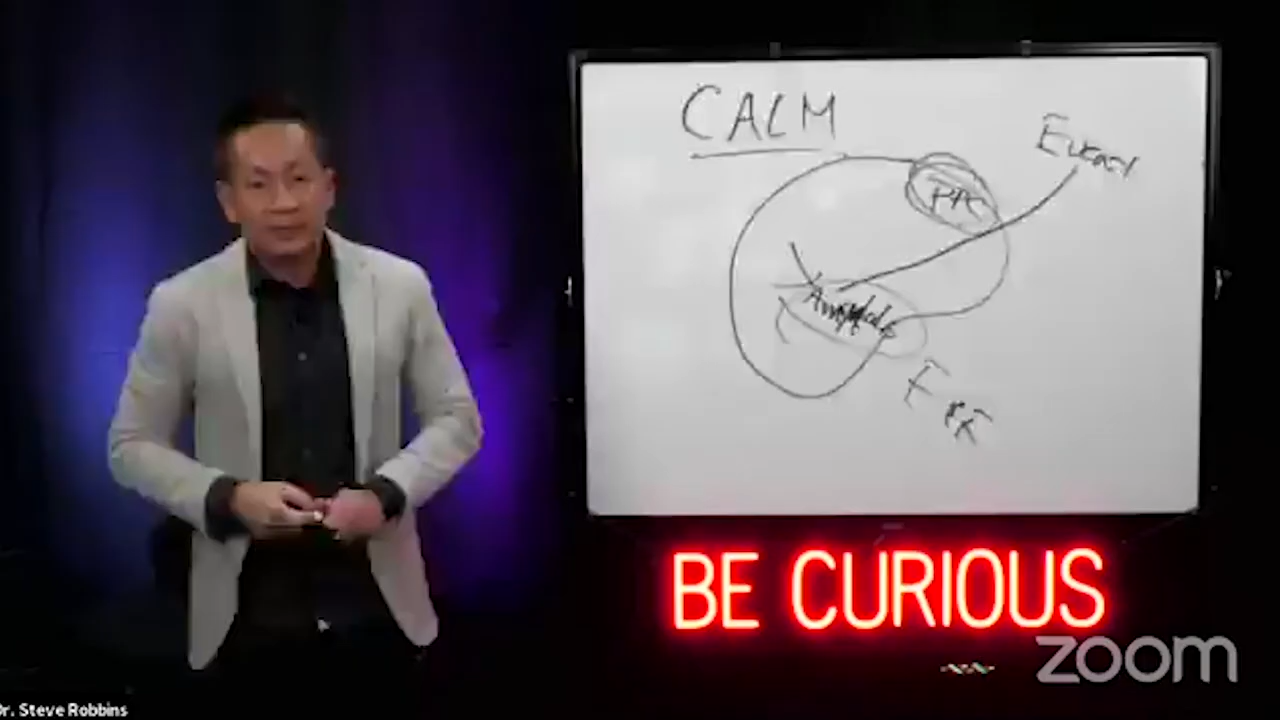 CALM
PFC
Amygdala
BE CURIOUS
zoom
Dr. Steve Robbins